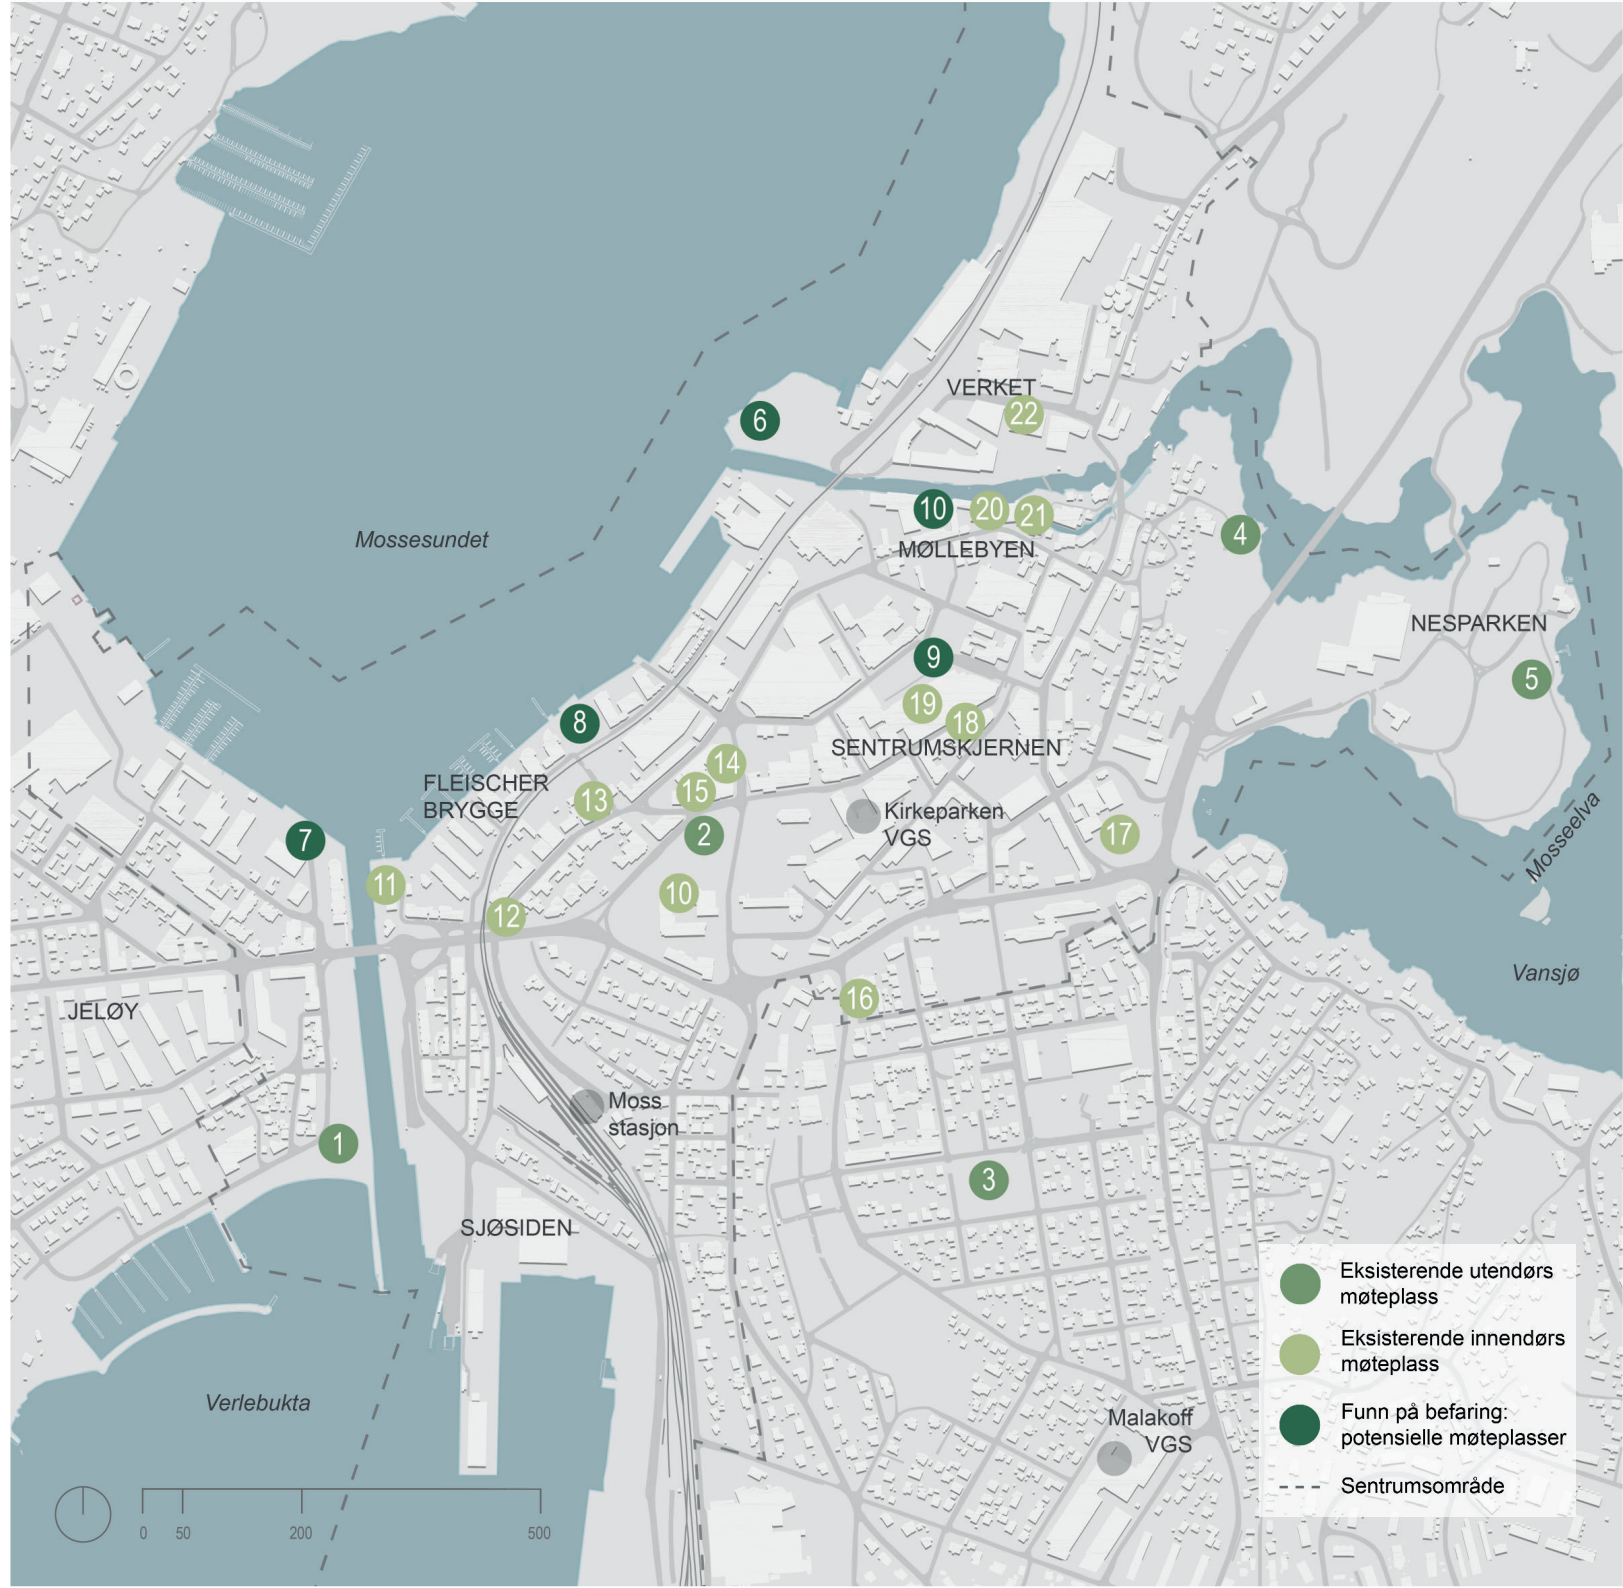 VERKET
22
6
10
20
21
4
MØLLEBYEN
Mossesundet
NESPARKEN
5
9
19
18
SENTRUMSKJERNEN
8
14
FLEISCHER
BRYGGE
13
15
Kirkeparken
VGS
2
17
Mosseelva
7
11
10
12
Vansjø
16
JELØY
Moss
stasjon
1
3
SJØSIDEN
Verlebukta
Malakoff
VGS
Eksisterende utendørs
møteplass
Eksisterende innendørs
møteplass
Funn på befaring:
potensielle møteplasser
Sentrumsområde
0 50 200 500